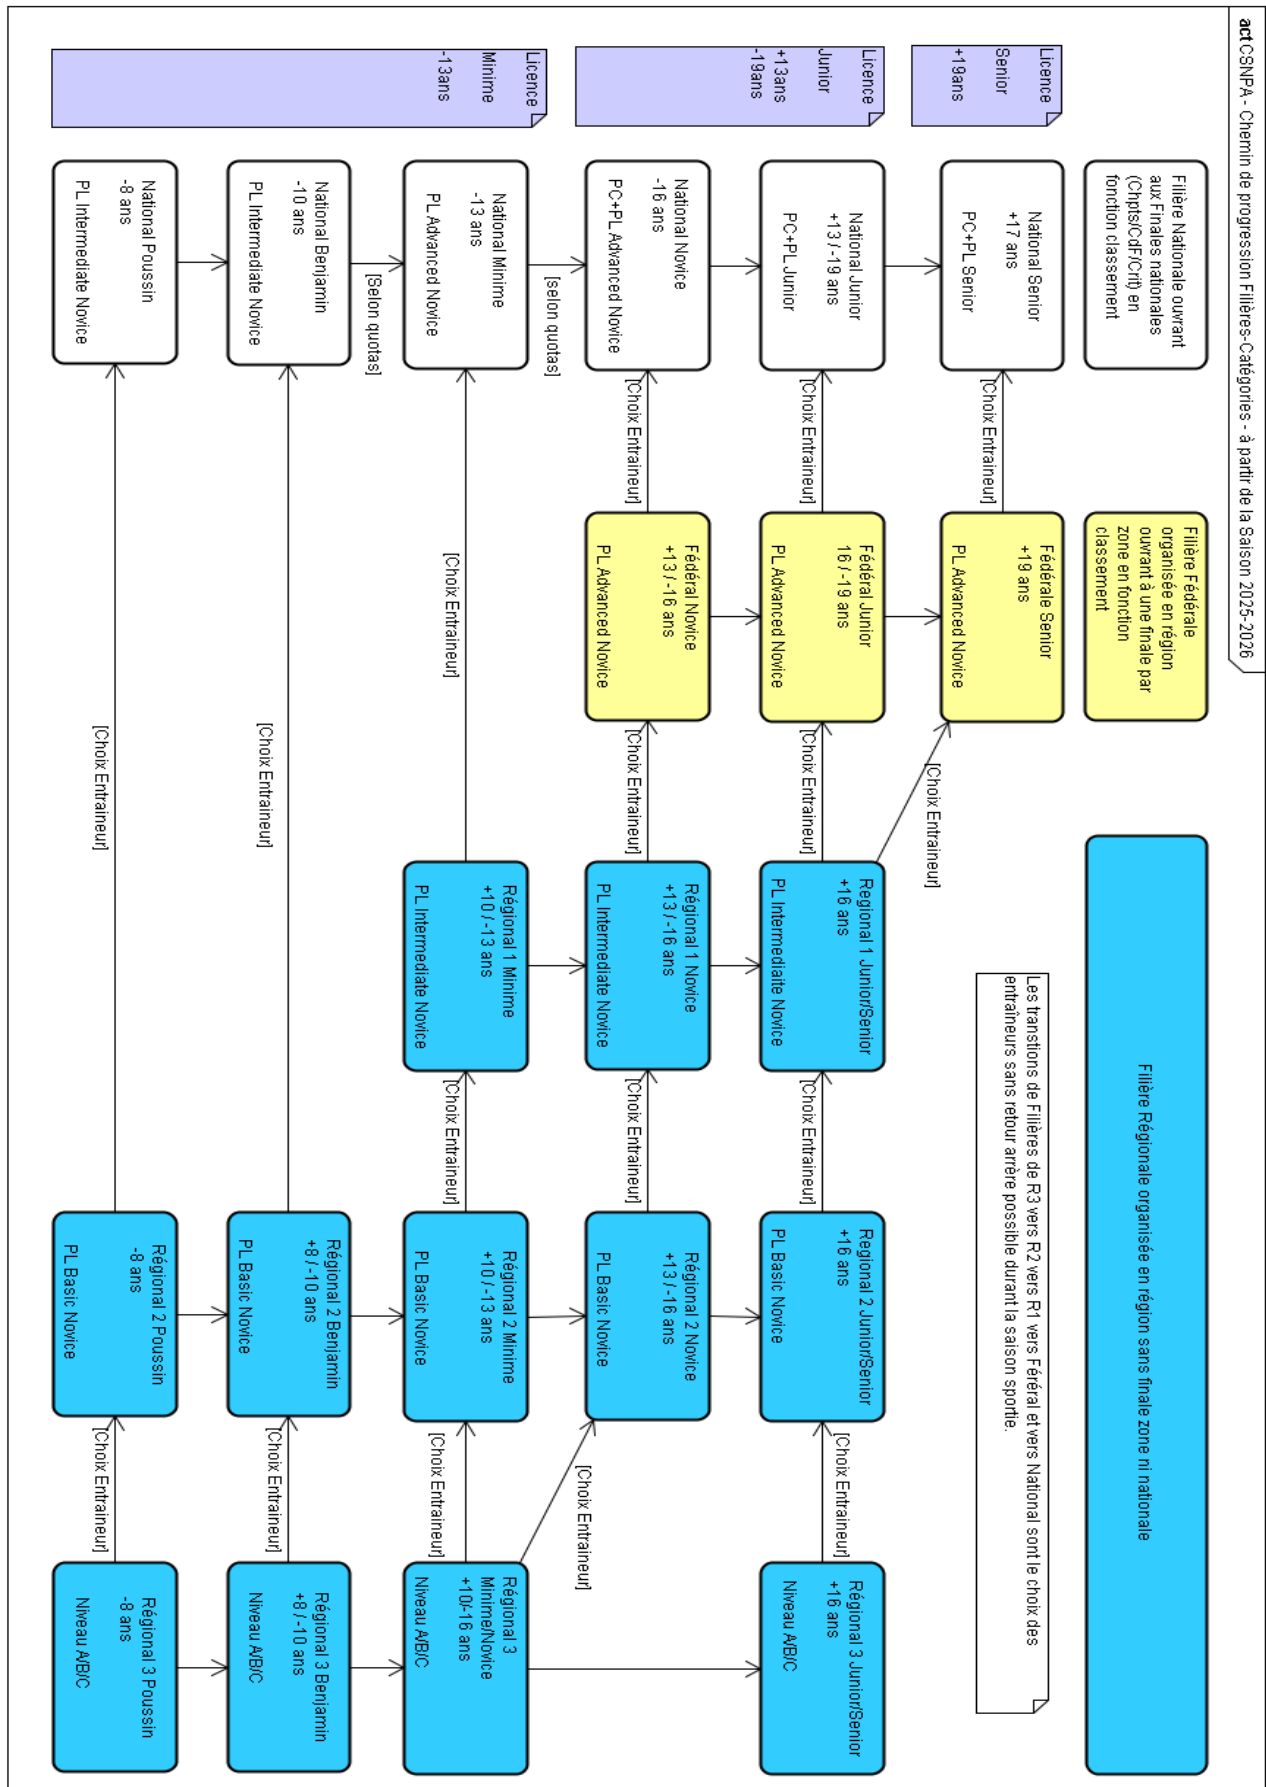 act CSNPA - Chemin de progression Filières-Catégories - à partir de la Saison 2025-2026
Filière Nationale ouvrant
aux Finales nationales
(Chpts/CdF/Crit) en
fonction classement
Filière Fédérale
organisée en région
ouvrant à une finale par
zone en fonction
classement
Filière Régionale organisée en région sans finale zone ni nationale
Licence
Senior
+19ans
National Senior
+17 ans
PC+PL Senior
[Choix Entraineur]
Fédérale Senior
+19 ans
PL Advanced Novice
[Choix Entraineur]
Les transtions de Filières de R3 vers R2 vers R1 vers Féréral et vers National sont le choix des
entraîneurs sans retour arrère possible durant la saison sportie.
Licence
Junior
+13ans
-19ans
National Junior
+13 / -19 ans
PC+PL Junior
[Choix Entraineur]
Fédéral Junior
16 / -19 ans
PL Advanced Novice
[Choix Entraineur]
Regional 1 Junior/Senior
+16 ans
PL Intermediaite Novice
[Choix Entraineur]
Regional 2 Junior/Senior
+16 ans
PL Basic Novice
[Choix Entraineur]
Régional 3 Junior/Senior
+16 ans
Niveau A/B/C
National Novice
-16 ans
PC+PL Advanced Novice
[Choix Entraineur]
Fédéral Novice
+13 / -16 ans
PL Advanced Novice
[Choix Entraineur]
Régional 1 Novice
+13 / -16 ans
PL Intermediate Novice
[Choix Entraineur]
Régional 2 Novice
+13 / -16 ans
PL Basic Novice
[Choix Entraineur]
[selon quotas]
Licence
Minime
-13ans
National Minime
-13 ans
PL Advanced Novice
[Choix Entraineur]
Régional 1 Minime
+10 / -13 ans
PL Intermediate Novice
[Choix Entraineur]
Régional 2 Minime
+10 / -13 ans
PL Basic Novice
[Choix Entraineur]
Régional 3
Minime/Novice
+10/-16 ans
Niveau A/B/C
[Selon quotas]
National Benjamin
-10 ans
PL Intermediate Novice
[Choix Entraineur]
Régional 2 Benjamin
+8 / -10 ans
PL Basic Novice
[Choix Entraineur]
Régional 3 Benjamin
+8 / -10 ans
Niveau A/B/C
National Poussin
-8 ans
PL Intermediate Novice
[Choix Entraineur]
Régional 2 Poussin
-8 ans
PL Basic Novice
[Choix Entraineur]
Régional 3 Poussin
-8 ans
Niveau A/B/C